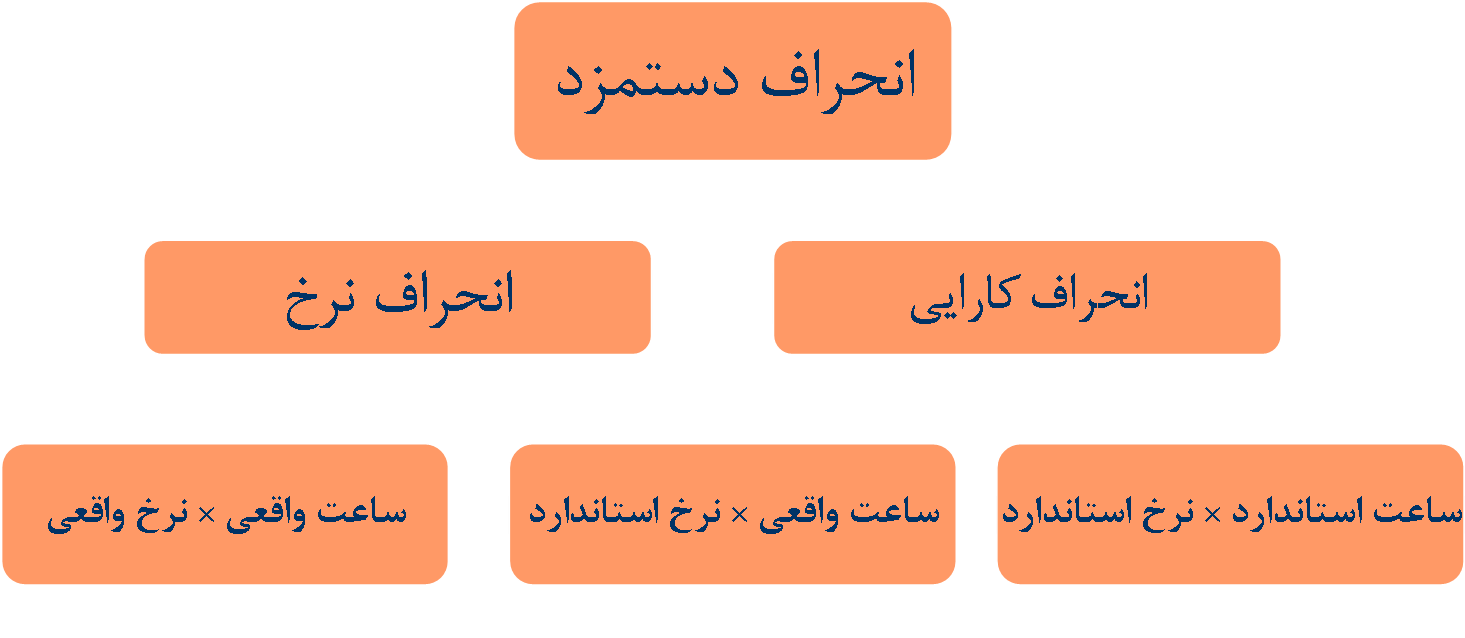 انحراف دستمزد
انحراف کارایی
انحراف نرخ
ساعت استاندارد × نرخ استاندارد
ساعت واقعی × نرخ استاندارد
ساعت واقعی × نرخ واقعی